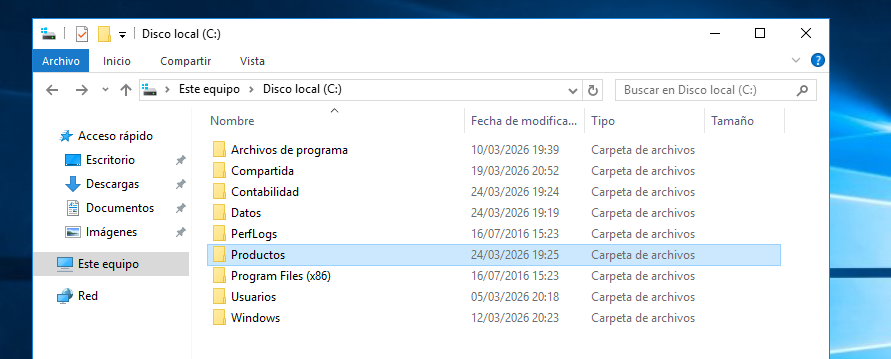 Disco local (C:)
Archivo Inicio Compartir Vista
Este equipo Disco local (C:) Buscar en Disco local (C:)
Nombre Fecha de modifica... Tipo Tamaño
Acceso rápido
Escritorio
Descargas
Documentos
Imágenes
Este equipo
Red
Archivos de programa 10/03/2026 19:39 Carpeta de archivos
Compartida 19/03/2026 20:52 Carpeta de archivos
Contabilidad 24/03/2026 19:24 Carpeta de archivos
Datos 24/03/2026 19:19 Carpeta de archivos
PerfLogs 16/07/2016 15:23 Carpeta de archivos
Productos 24/03/2026 19:25 Carpeta de archivos
Program Files (x86) 16/07/2016 15:23 Carpeta de archivos
Usuarios 05/03/2026 20:18 Carpeta de archivos
Windows 12/03/2026 20:23 Carpeta de archivos